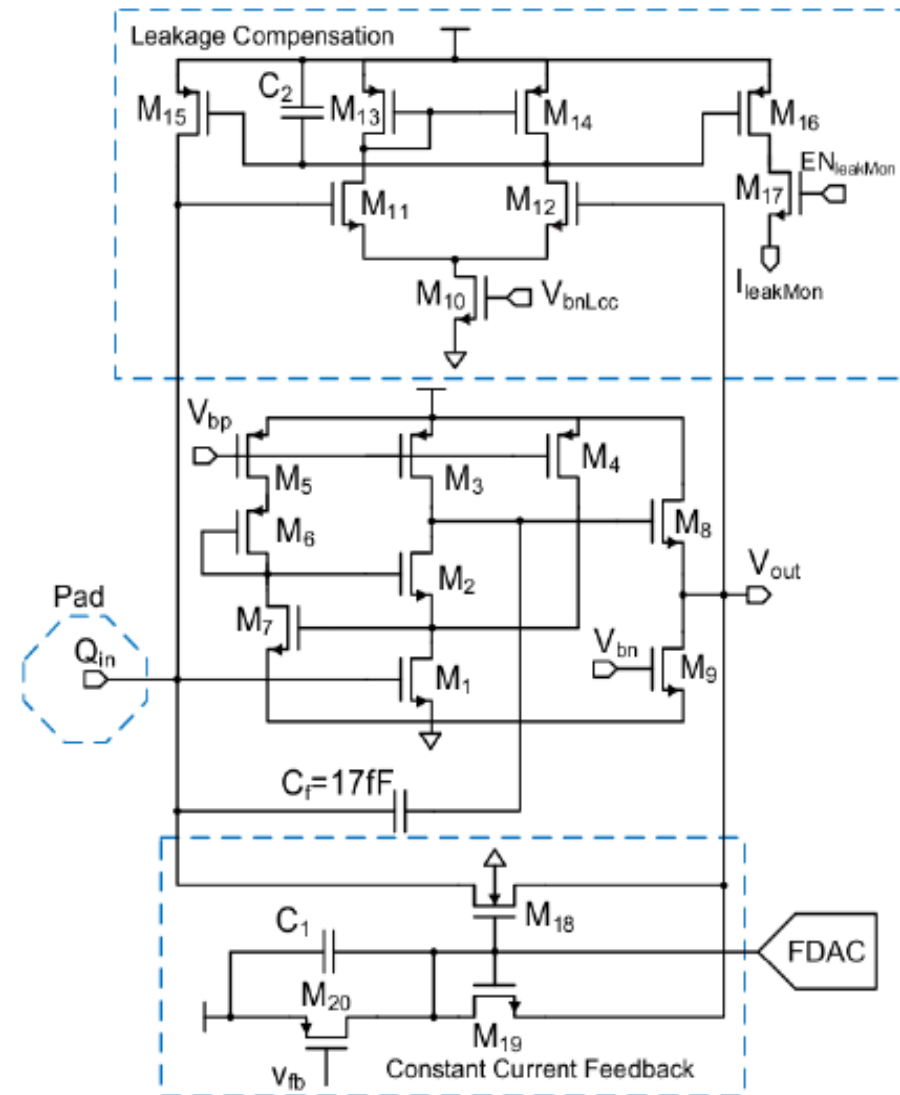 Leakage Compensation
C2
M15
M13
M14
M16
ENleakMon
M17
M11
M12
IleakMon
M10
VbnLcc
Vbp
M5
M3
M4
M6
M8
M2
Vout
Pad
M7
Vbn
Qin
M1
M9
Cf=17fF
M18
C1
FDAC
M20
M19
Vfb
Constant Current Feedback